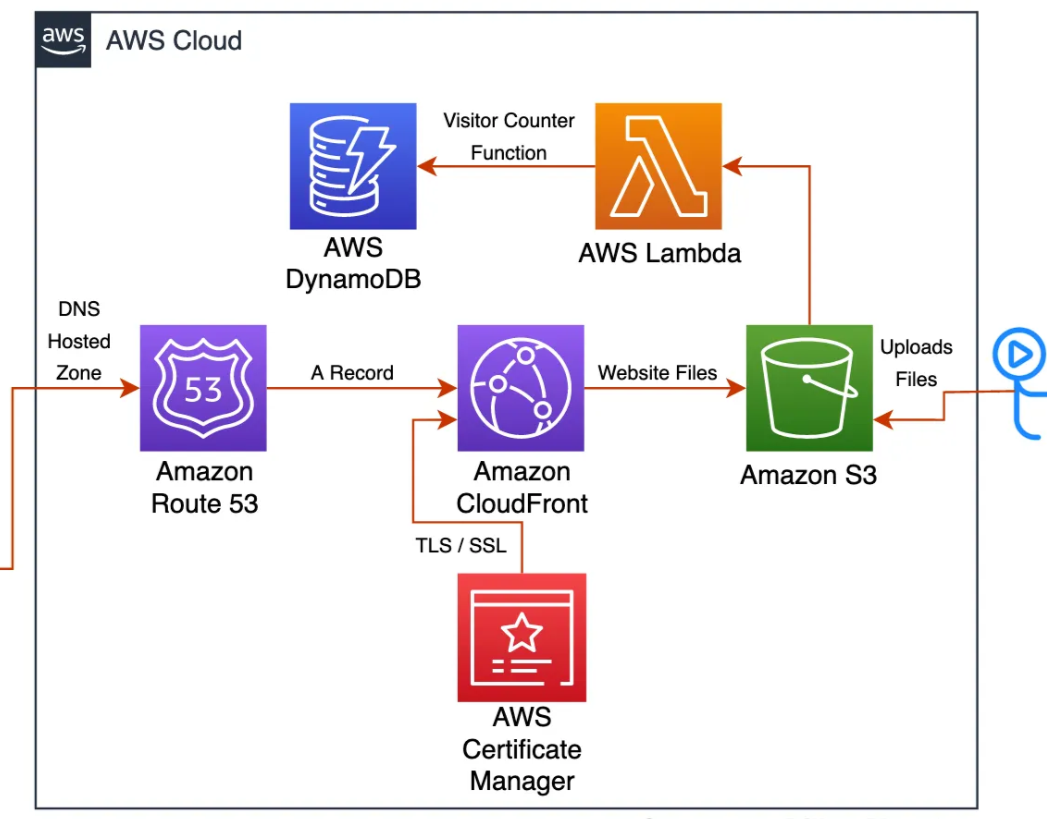 aws
AWS Cloud
Visitor Counter
Function
AWS
DynamoDB
AWS Lambda
DNS
Hosted
Zone
53
A Record
Website Files
Uploads
Files
Amazon
Route 53
Amazon
CloudFront
Amazon S3
TLS / SSL
AWS
Certificate
Manager